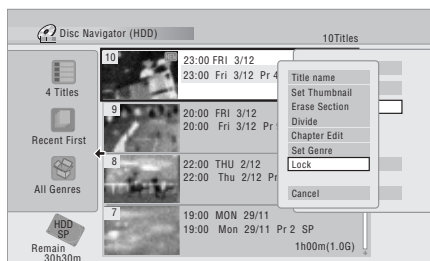 Disc Navigator (HDD)
10Titles
4 Titles
Recent First
All Genres
HDD
SP
Remain
30h30m
10
23:00 FRI 3/12
23:00 Fri 3/12 Pr 4
9
20:00 FRI 3/12
20:00 Fri 3/12 Pr
8
22:00 THU 2/12
22:00 Thu 2/12 Pr
7
19:00 MON 29/11
19:00 Mon 29/11 Pr 2 SP
1h00m(1.0G)
Title name
Set Thumbnail
Erase Section
Divide
Chapter Edit
Set Genre
Lock
Cancel